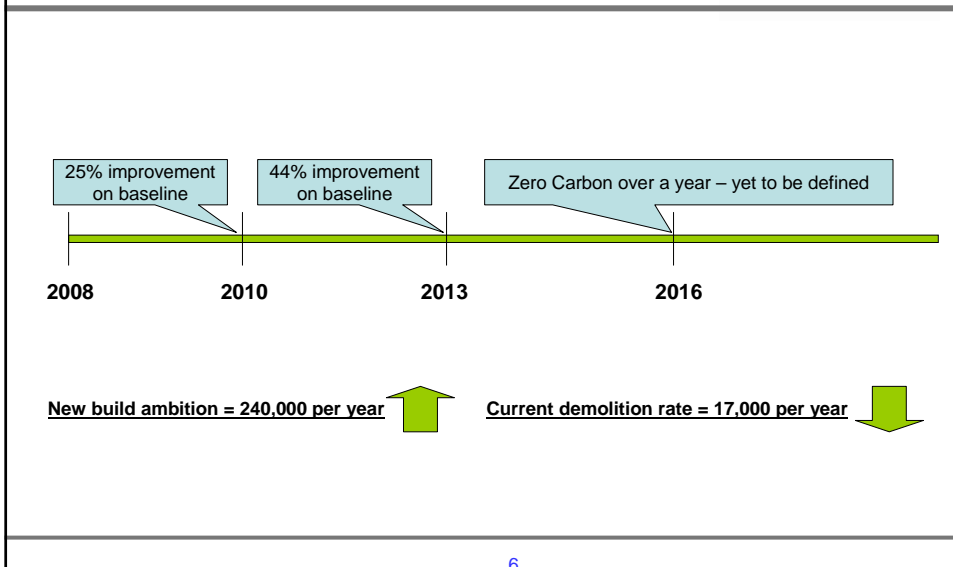 25% improvement
on baseline
44% improvement
on baseline
Zero Carbon over a year – yet to be defined
2008
2010
2013
2016
New build ambition = 240,000 per year
Current demolition rate = 17,000 per year
6